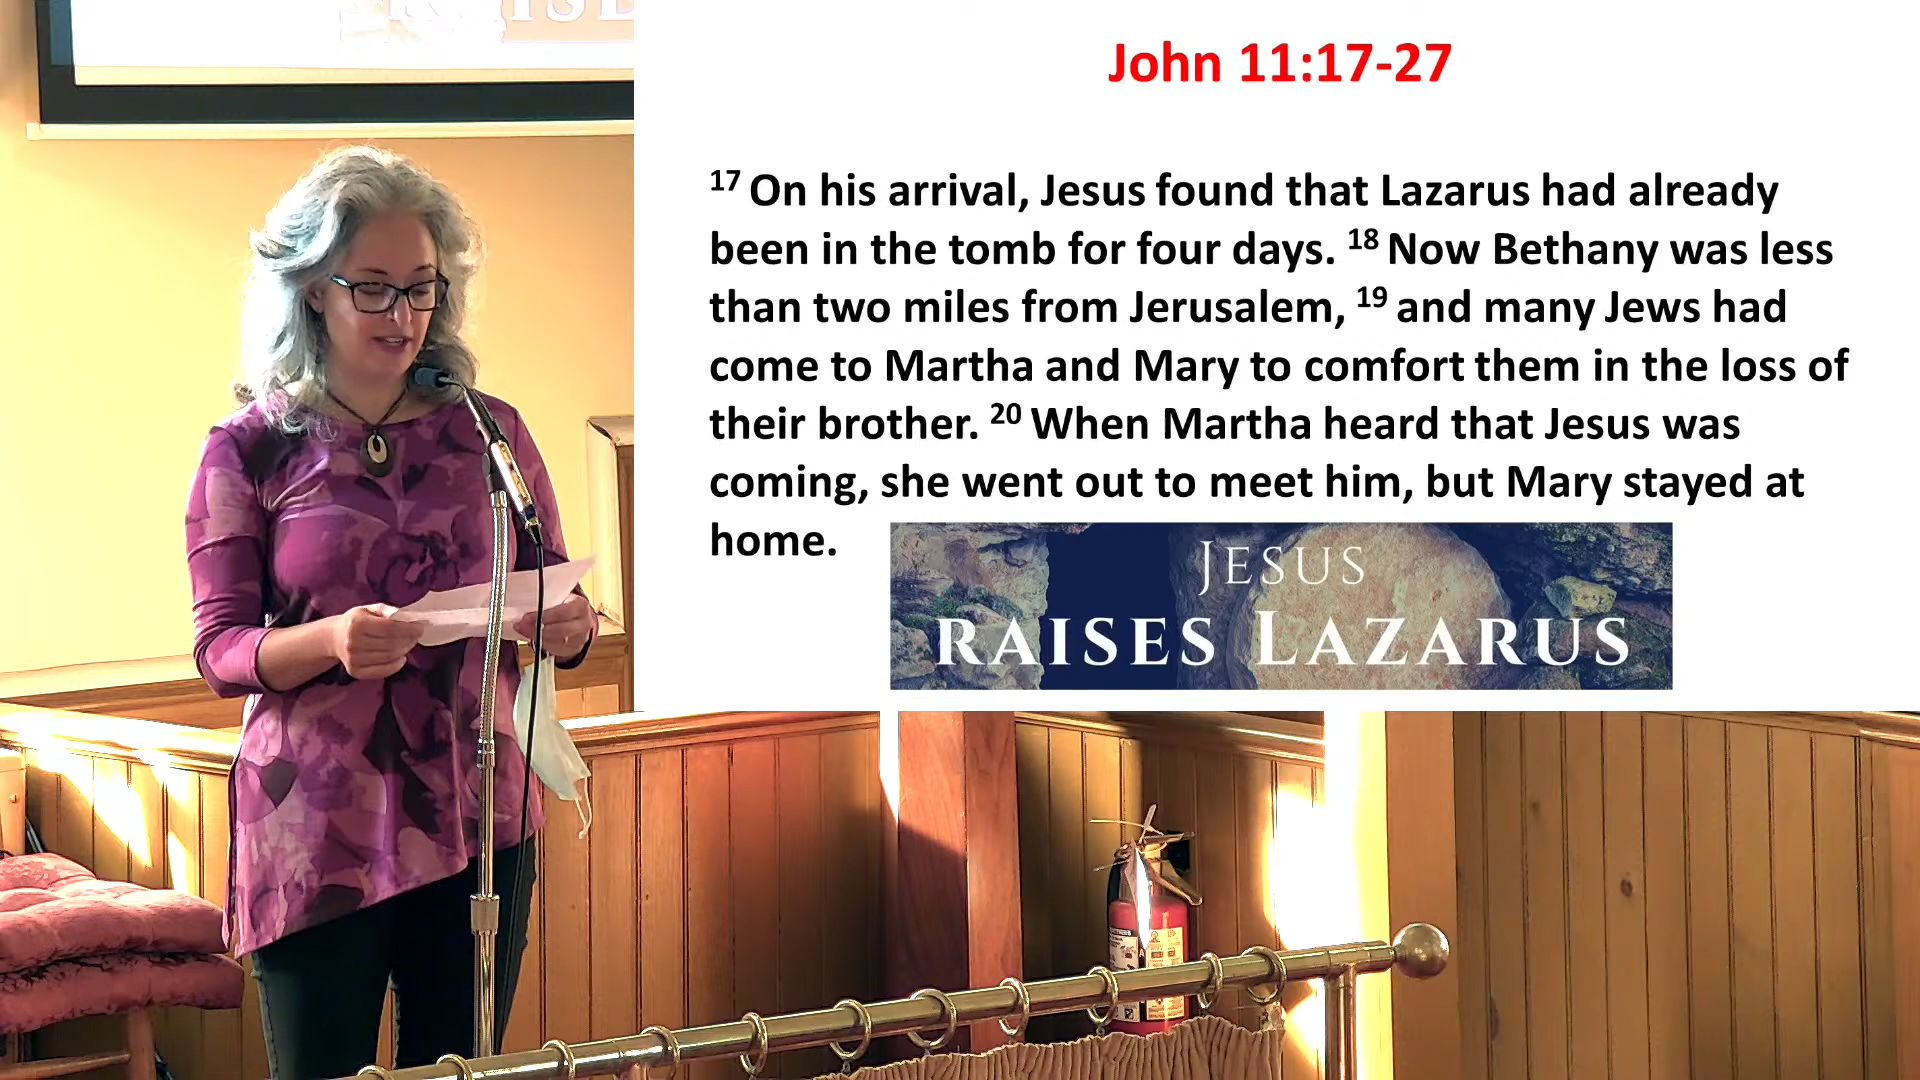 John 11:17-27
17 On his arrival, Jesus found that Lazarus had already
been in the tomb for four days. 18 Now Bethany was less
than two miles from Jerusalem, 19 and many Jews had
come to Martha and Mary to comfort them in the loss of
their brother. 20 When Martha heard that Jesus was
coming, she went out to meet him, but Mary stayed at
home.
JESUS
RAISES LAZARUS